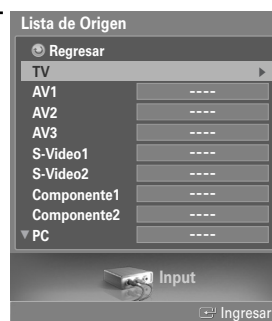 Lista de Origen
Regresar
TV
AV1 ----
AV2 ----
AV3 ----
S-Video1 ----
S-Video2 ----
Componente1 ----
Componente2 ----
PC ----
Input
Ingresar